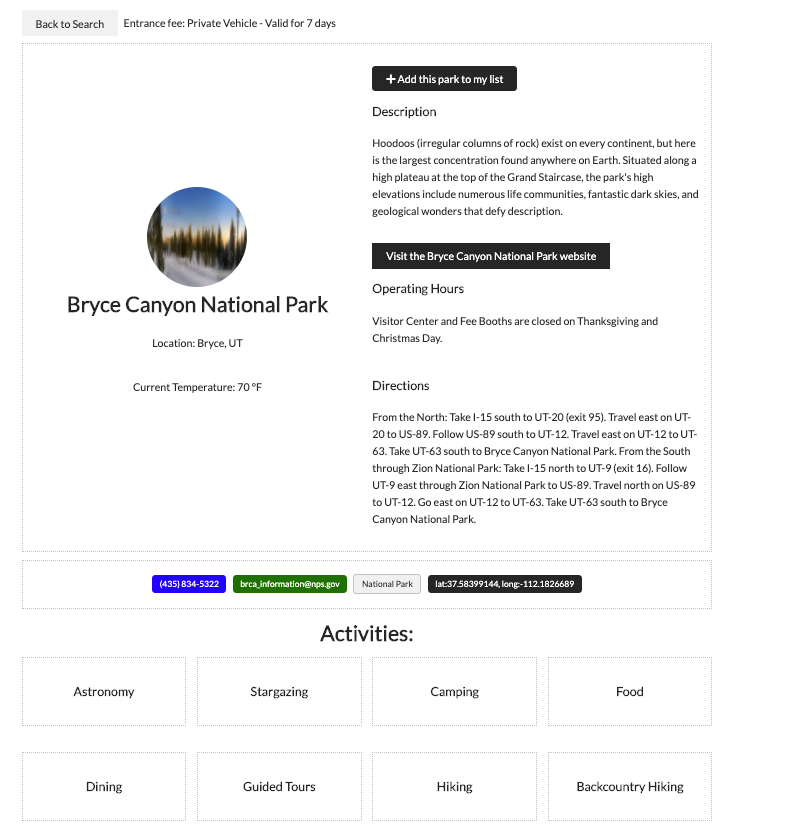 Back to Search Entrance fee: Private Vehicle - Valid for 7 days
Add this park to my list
Description
Hoodoos (irregular columns of rock) exist on every continent, but here
is the largest concentration found anywhere on Earth. Situated along a
high plateau at the top of the Grand Staircase, the park's high
elevations include numerous life communities, fantastic dark skies, and
geological wonders that defy description.
Visit the Bryce Canyon National Park website
Operating Hours
Visitor Center and Fee Booths are closed on Thanksgiving and
Christmas Day.
Directions
From the North: Take I-15 south to UT-20 (exit 95). Travel east on UT-
20 to US-89. Follow US-89 south to UT-12. Travel east on UT-12 to UT-
63. Take UT-63 south to Bryce Canyon National Park. From the South
through Zion National Park: Take I-15 north to UT-9 (exit 16). Follow
UT-9 east through Zion National Park to US-89. Travel north on US-89
to UT-12. Go east on UT-12 to UT-63. Take UT-63 south to Bryce
Canyon National Park.
Bryce Canyon National Park
Location: Bryce, UT
Current Temperature: 70 °F
(435) 834-5322 brca_information@nps.gov National Park lat:37.58399144, long:-112.1826689
Activities:
Astronomy Stargazing Camping Food
Dining Guided Tours Hiking Backcountry Hiking